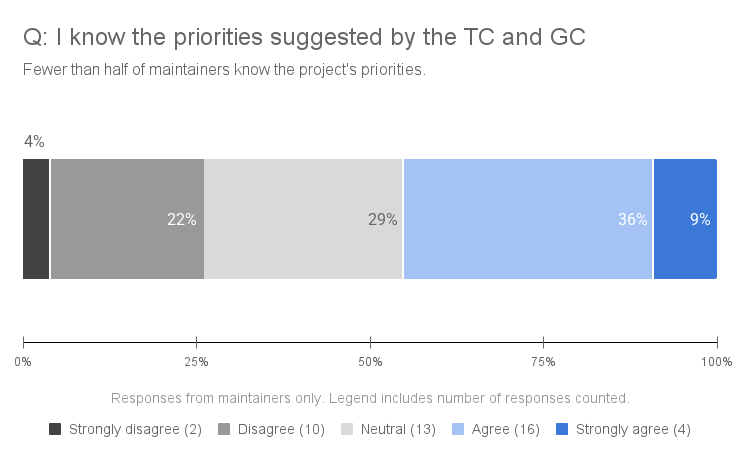 Q: I know the priorities suggested by the TC and GC
Fewer than half of maintainers know the project's priorities.
4%
22% 29% 36% 9%
0% 25% 50% 75% 100%
Responses from maintainers only. Legend includes number of responses counted.
Strongly disagree (2) Disagree (10) Neutral (13) Agree (16) Strongly agree (4)